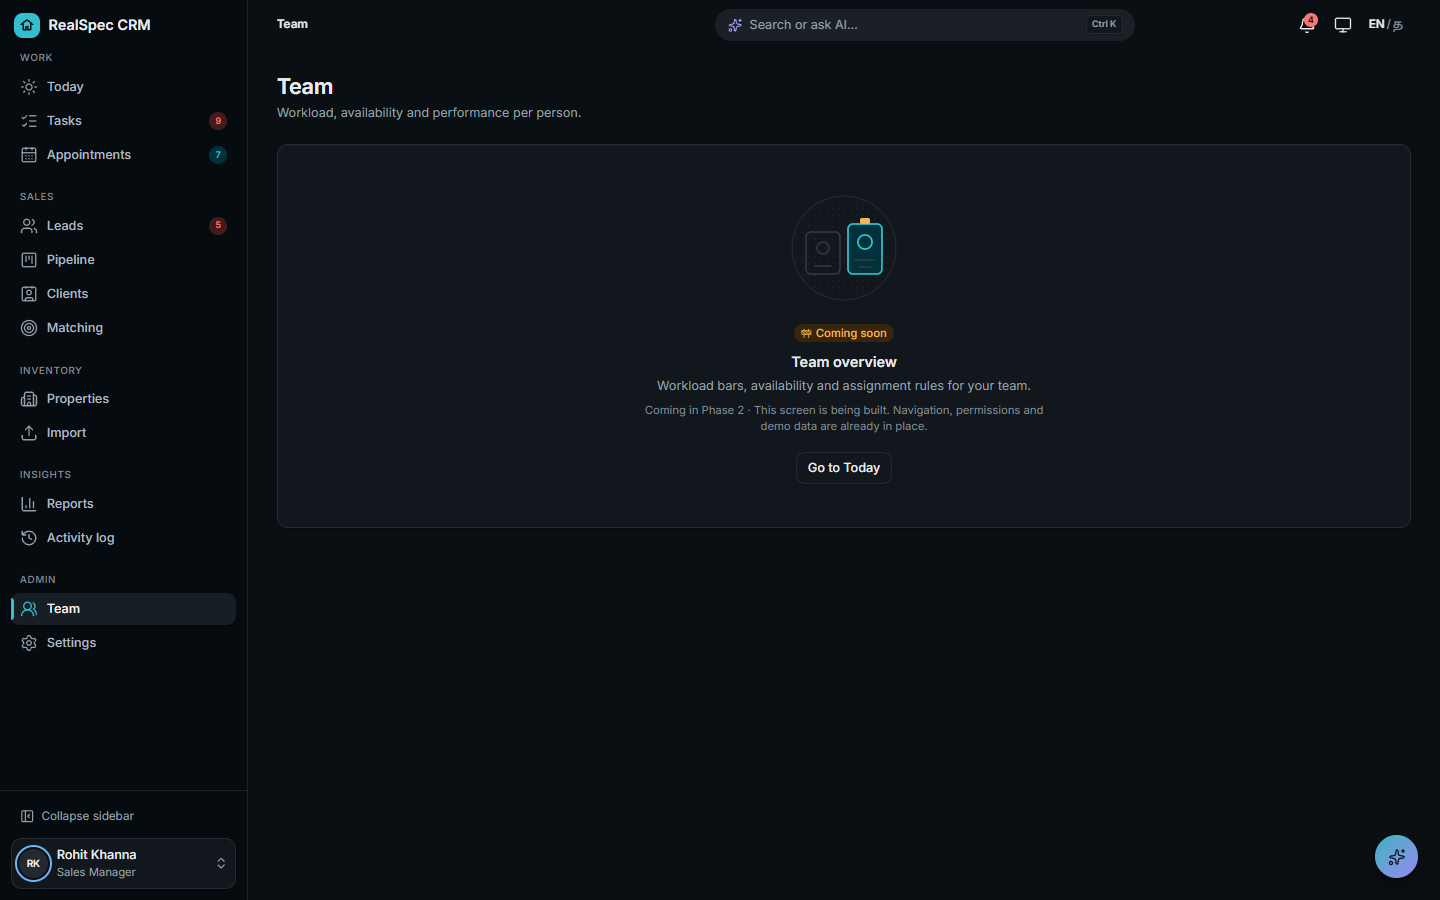 RealSpec CRM
WORK
Today
Tasks
9
Appointments
7
SALES
Leads
5
Pipeline
Clients
Matching
INVENTORY
Properties
Import
INSIGHTS
Reports
Activity log
ADMIN
Team
Settings
Collapse sidebar
RK
Rohit Khanna
Sales Manager
Team
Search or ask AI...
Ctrl K
4
EN / த
Team
Workload, availability and performance per person.
Coming soon
Team overview
Workload bars, availability and assignment rules for your team.
Coming in Phase 2 · This screen is being built. Navigation, permissions and
demo data are already in place.
Go to Today